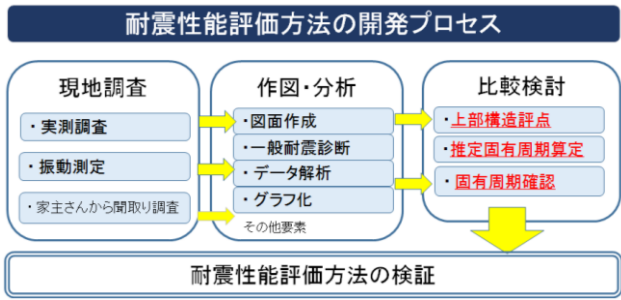 耐震性能評価方法の開発プロセス
現地調査
・実測調査
・振動測定
・家主さんから聞取り調査
作図・分析
・図面作成
・一般耐震診断
・データ解析
・グラフ化
その他要素
比較検討
・上部構造評点
・推定固有周期算定
・固有周期確認
耐震性能評価方法の検証